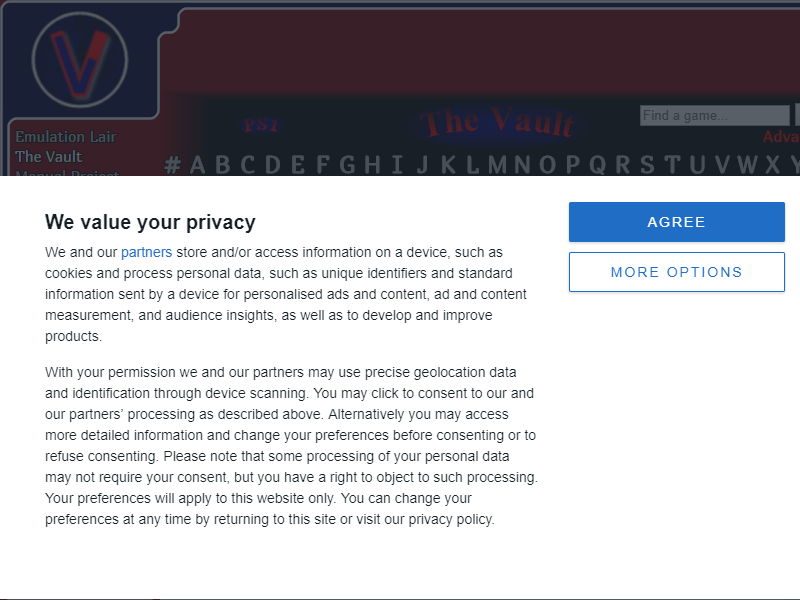 Emulation Lair
The Vault
Manual Project
PS1
The Vault
Find a game...
Adva
# A B C D E F G H I J K L M N O P Q R S T U V W X Y
We value your privacy
We and our partners store and/or access information on a device, such as
cookies and process personal data, such as unique identifiers and standard
information sent by a device for personalised ads and content, ad and content
measurement, and audience insights, as well as to develop and improve
products.
With your permission we and our partners may use precise geolocation data
and identification through device scanning. You may click to consent to our and
our partners’ processing as described above. Alternatively you may access
more detailed information and change your preferences before consenting or to
refuse consenting. Please note that some processing of your personal data
may not require your consent, but you have a right to object to such processing.
Your preferences will apply to this website only. You can change your
preferences at any time by returning to this site or visit our privacy policy.
AGREE
MORE OPTIONS